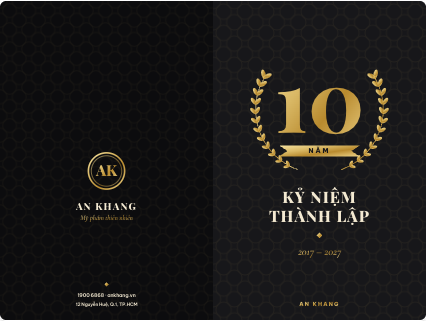 AK
AN KHANG
Mỹ phẩm thiên nhiên
1900 6868 · ankhang.vn
12 Nguyễn Huệ, Q.1, TP. HCM
10
NĂM
KỶ NIỆM
THÀNH LẬP
2017 – 2027
AN KHANG